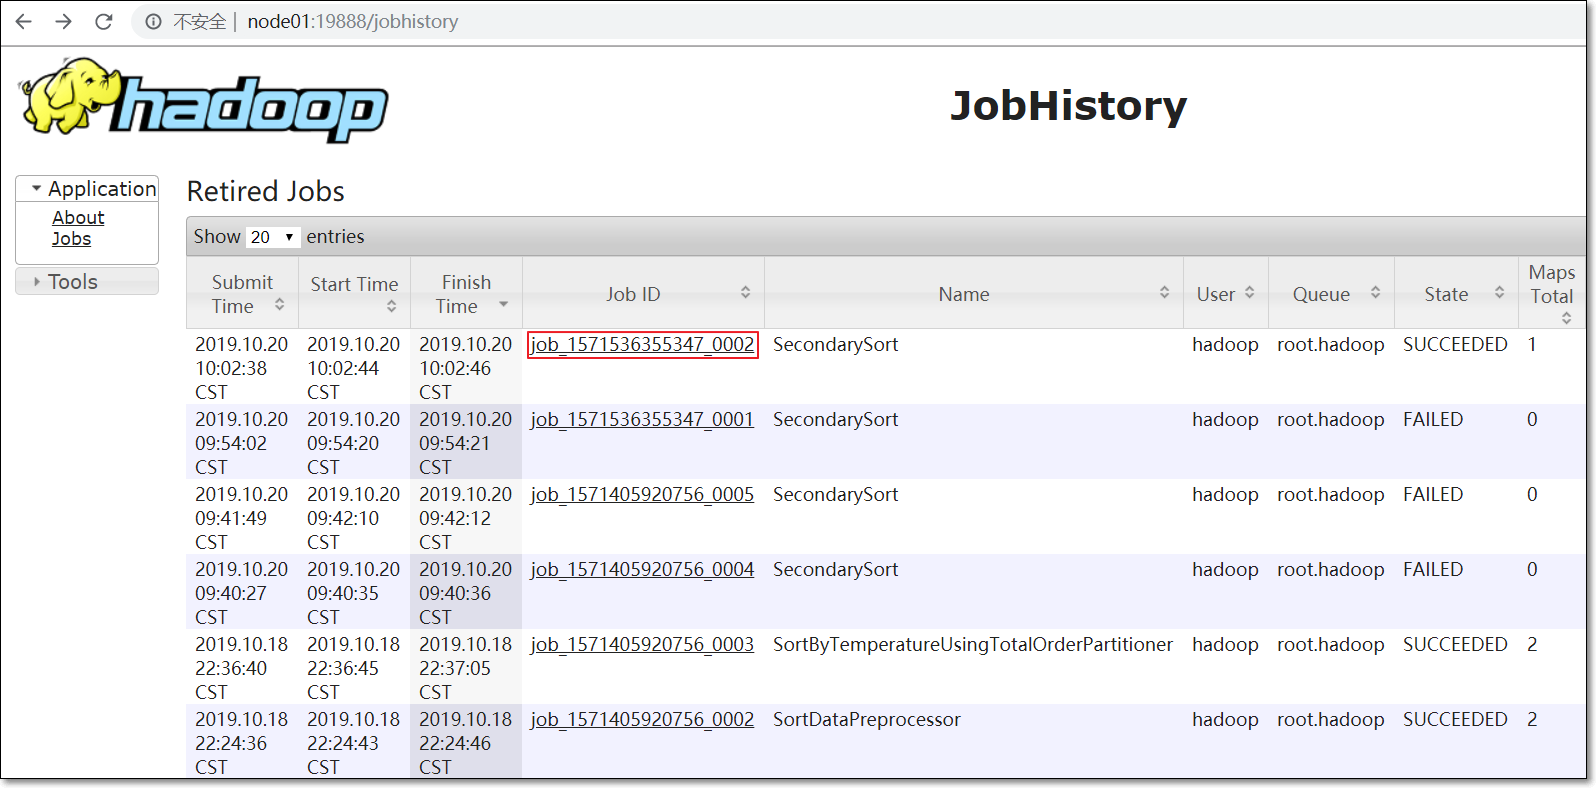 不安全 | node01:19888/jobhistory
hadoop
JobHistory
Application
About
Jobs
Tools
Retired Jobs
Show 20 entries
Submit Time Start Time Finish Time Job ID Name User Queue State Maps Total
2019.10.20 10:02:38 CST 2019.10.20 10:02:44 CST 2019.10.20 10:02:46 CST job_1571536355347_0002 SecondarySort hadoop root.hadoop SUCCEEDED 1
2019.10.20 09:54:02 CST 2019.10.20 09:54:20 CST 2019.10.20 09:54:21 CST job_1571536355347_0001 SecondarySort hadoop root.hadoop FAILED 0
2019.10.20 09:41:49 CST 2019.10.20 09:42:10 CST 2019.10.20 09:42:12 CST job_1571405920756_0005 SecondarySort hadoop root.hadoop FAILED 0
2019.10.20 09:40:27 CST 2019.10.20 09:40:35 CST 2019.10.20 09:40:36 CST job_1571405920756_0004 SecondarySort hadoop root.hadoop FAILED 0
2019.10.18 22:36:40 CST 2019.10.18 22:36:45 CST 2019.10.18 22:37:05 CST job_1571405920756_0003 SortByTemperatureUsingTotalOrderPartitioner hadoop root.hadoop SUCCEEDED 2
2019.10.18 22:24:36 CST 2019.10.18 22:24:43 CST 2019.10.18 22:24:46 CST job_1571405920756_0002 SortDataPreprocessor hadoop root.hadoop SUCCEEDED 2